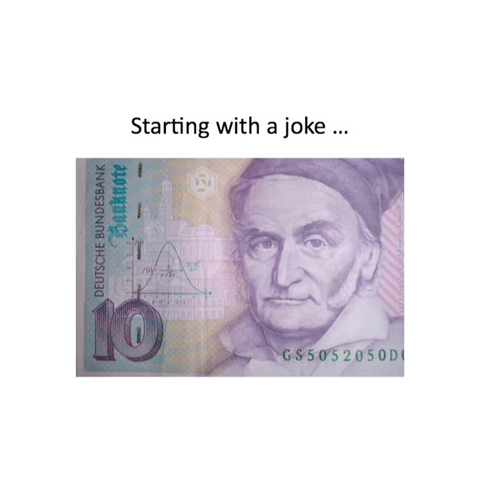 Starting with a joke ...
DEUTSCHE BUNDESBANK
Banknote
10
GS5052050D